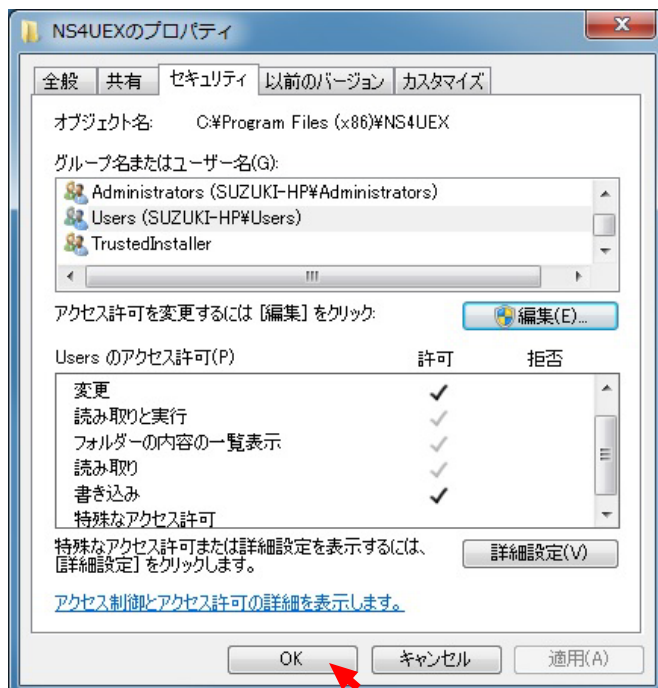 NS4UEXのプロパティ
全般 共有 セキュリティ 以前のバージョン カスタマイズ
オブジェクト名: C:¥Program Files (x86)¥NS4UEX
グループ名またはユーザー名(G):
Administrators (SUZUKI-HP¥Administrators)
Users (SUZUKI-HP¥Users)
TrustedInstaller
アクセス許可を変更するには [編集] をクリック: 編集(E)...
Users のアクセス許可(P) 許可 拒否
変更
読み取りと実行
フォルダーの内容の一覧表示
読み取り
書き込み
特殊なアクセス許可
特殊なアクセス許可または詳細設定を表示するには、
[詳細設定] をクリックします。 詳細設定(V)
アクセス制御とアクセス許可の詳細を表示します。
OK キャンセル 適用(A)